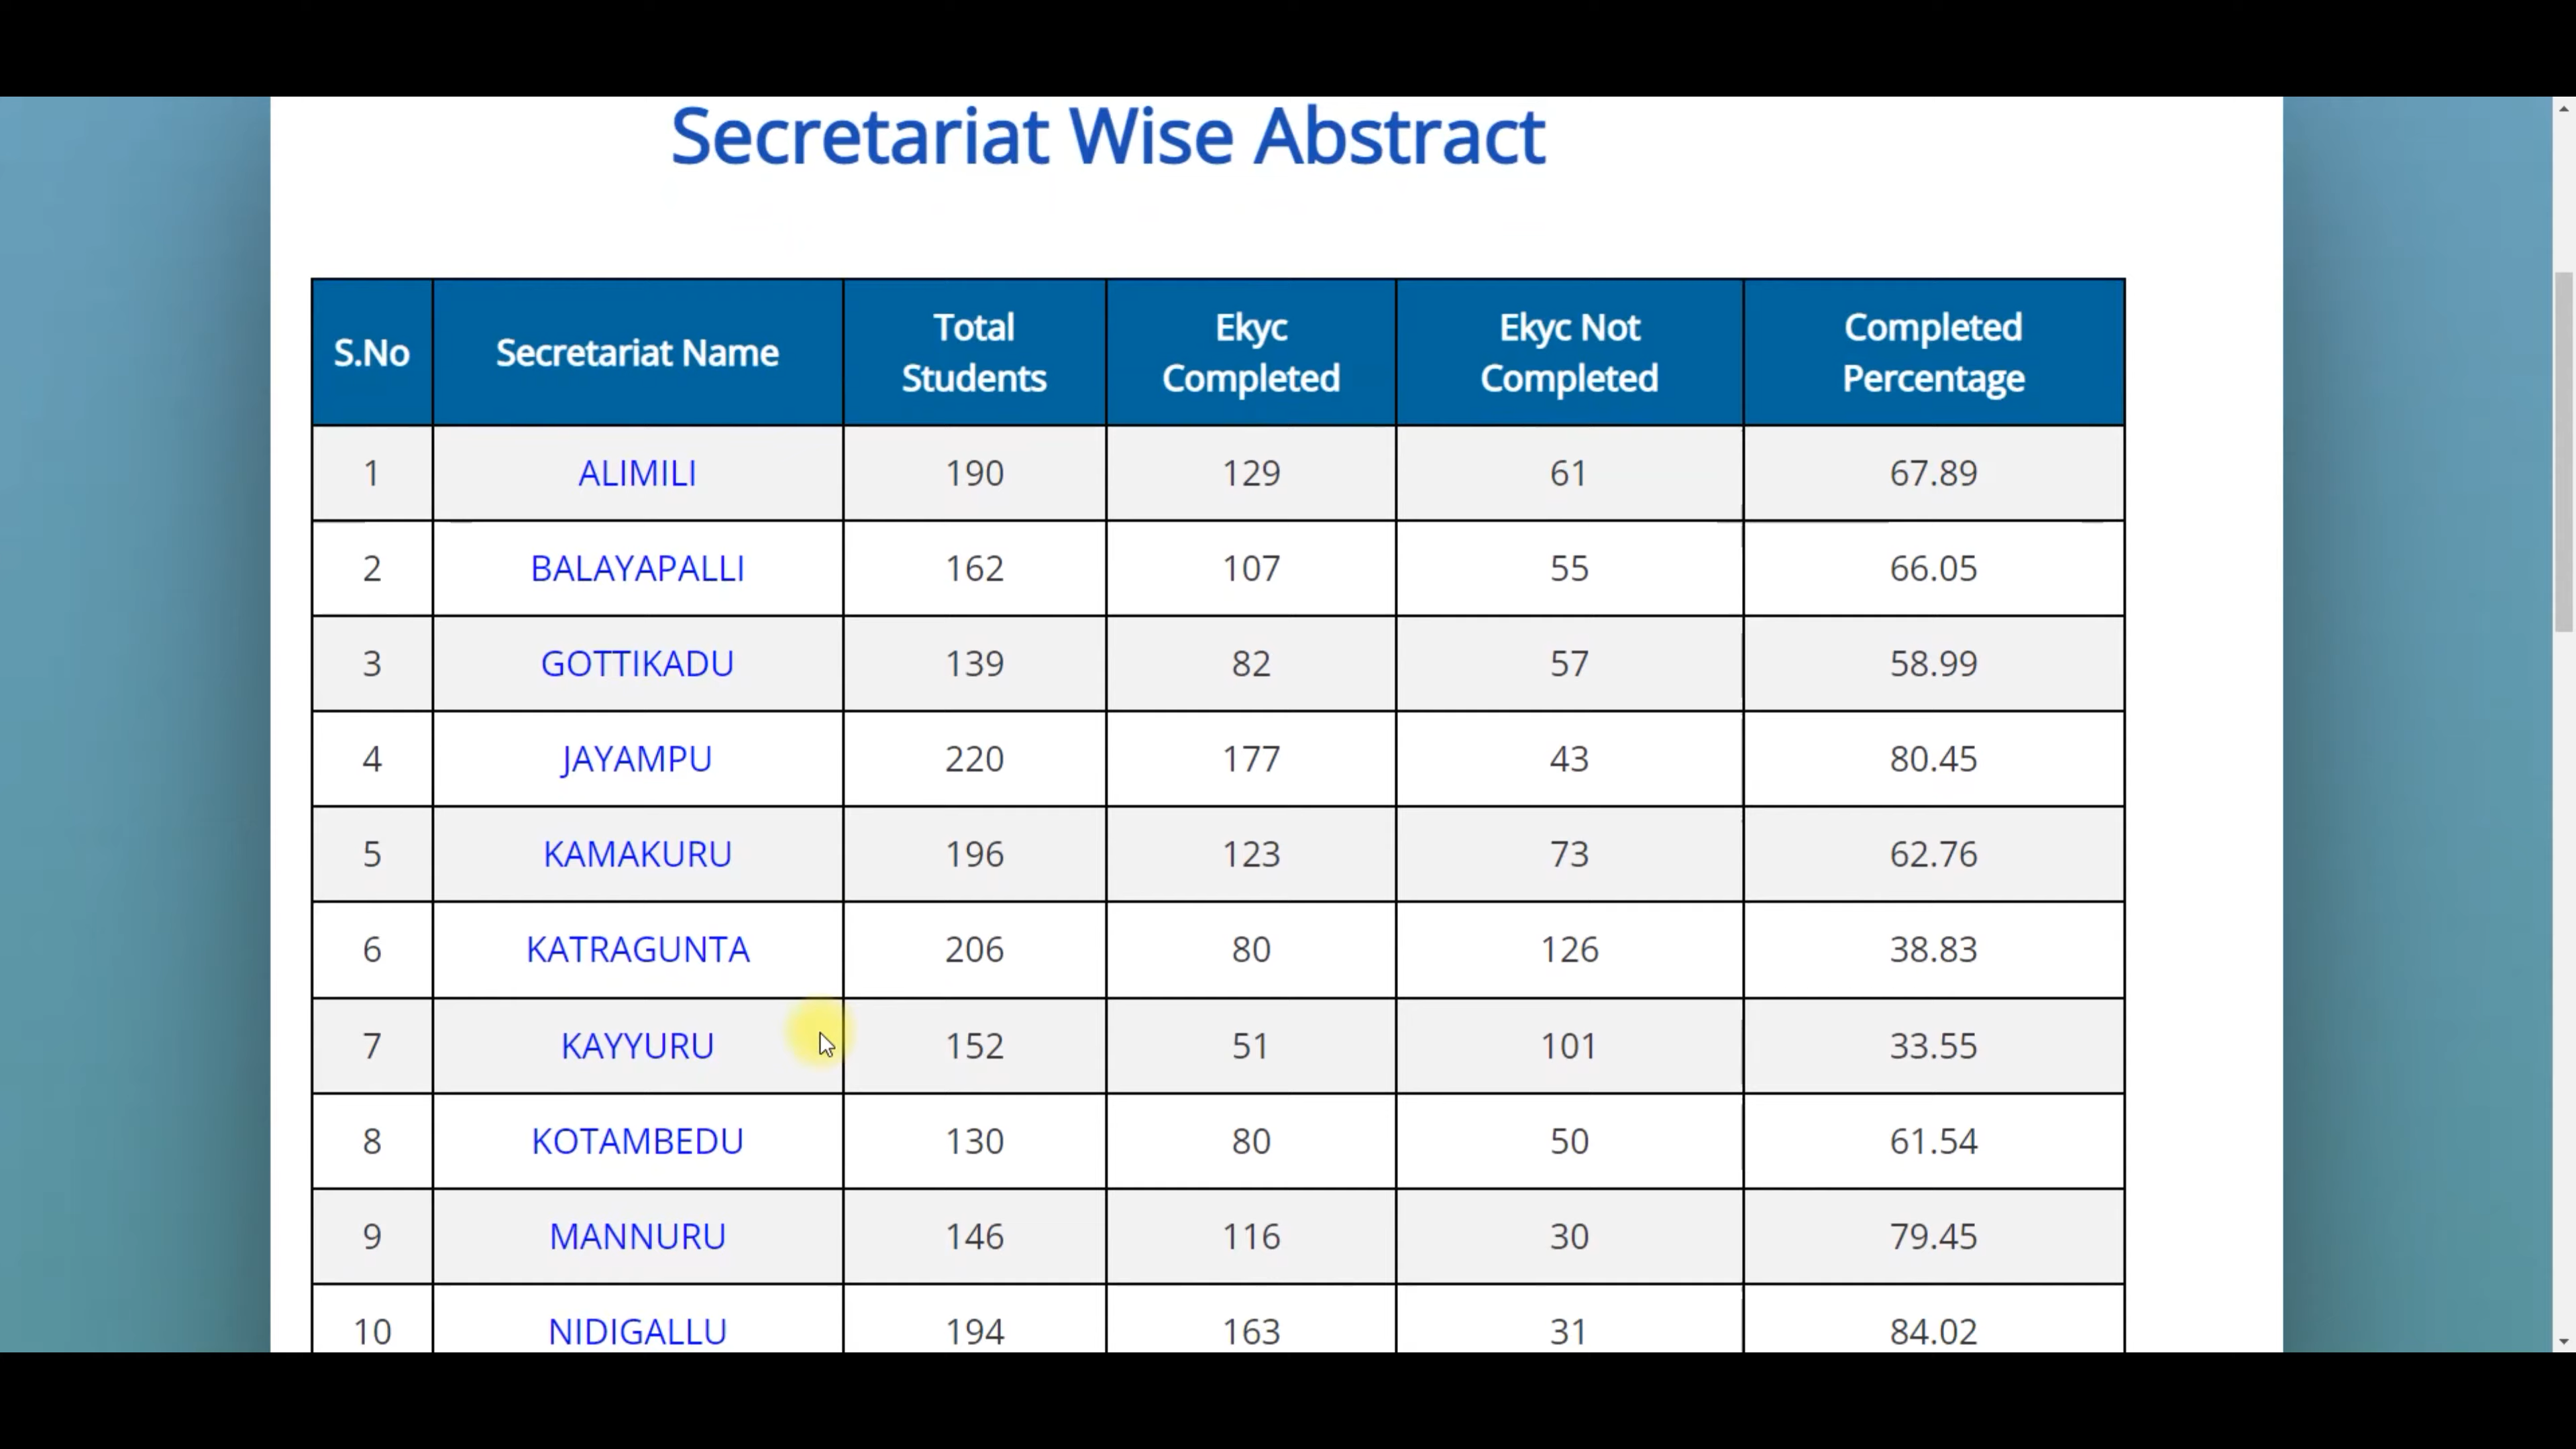 Secretariat Wise Abstract
S.No Secretariat Name Total Students Ekyc Completed Ekyc Not Completed Completed Percentage
1 ALIMILI 190 129 61 67.89
2 BALAYAPALLI 162 107 55 66.05
3 GOTTIKADU 139 82 57 58.99
4 JAYAMPU 220 177 43 80.45
5 KAMAKURU 196 123 73 62.76
6 KATRAGUNTA 206 80 126 38.83
7 KAYYURU 152 51 101 33.55
8 KOTAMBEDU 130 80 50 61.54
9 MANNURU 146 116 30 79.45
10 NIDIGALLU 194 163 31 84.02